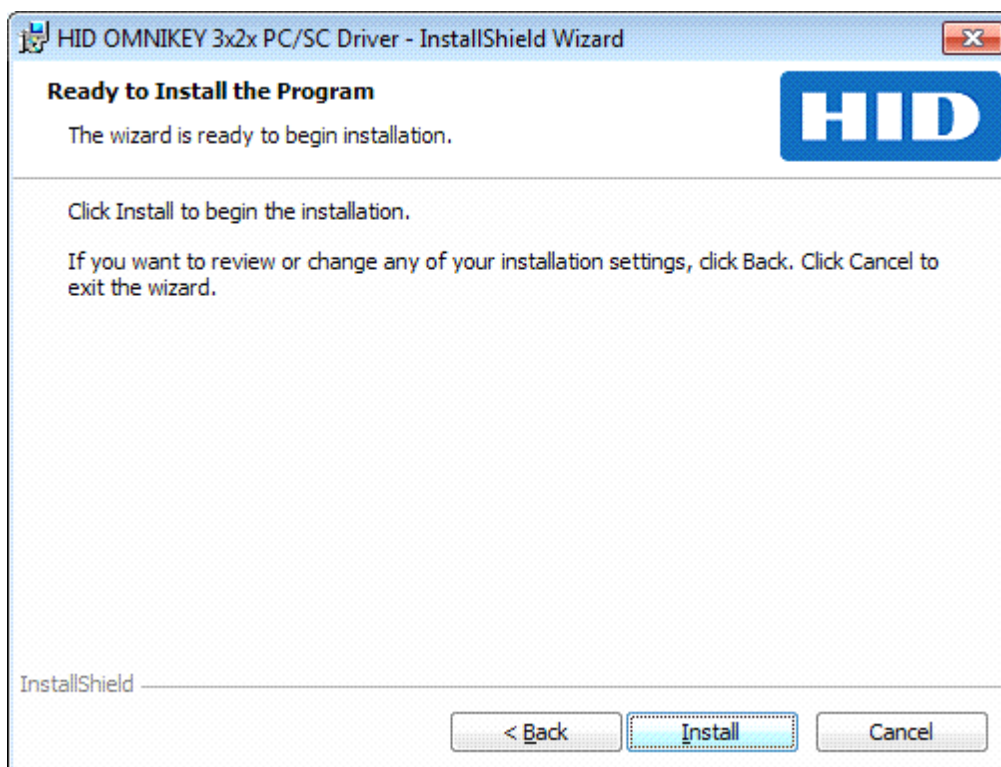 HID OMNIKEY 3x2x PC/SC Driver - InstallShield Wizard
Ready to Install the Program
The wizard is ready to begin installation.
HID
Click Install to begin the installation.
If you want to review or change any of your installation settings, click Back. Click Cancel to
exit the wizard.
InstallShield
< Back
Install
Cancel